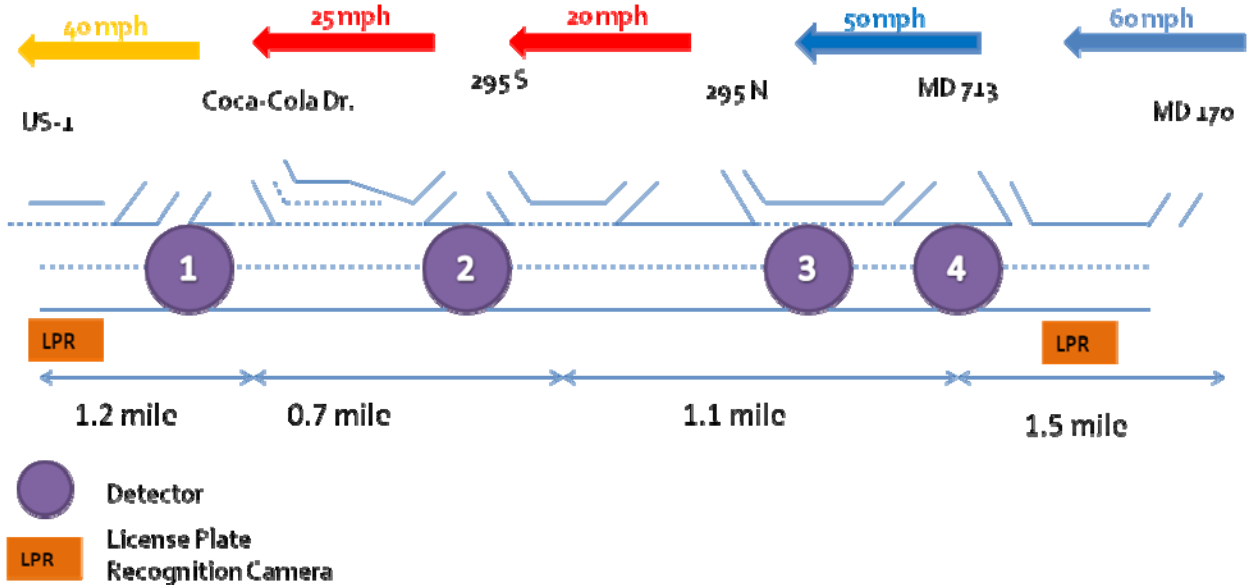 40 mph
25 mph
20 mph
50 mph
60 mph
US-1
Coca-Cola Dr.
295 S
295 N
MD 713
MD 170
1
2
3
4
LPR
LPR
1.2 mile
0.7 mile
1.1 mile
1.5 mile
Detector
LPR
License Plate
Recognition Camera